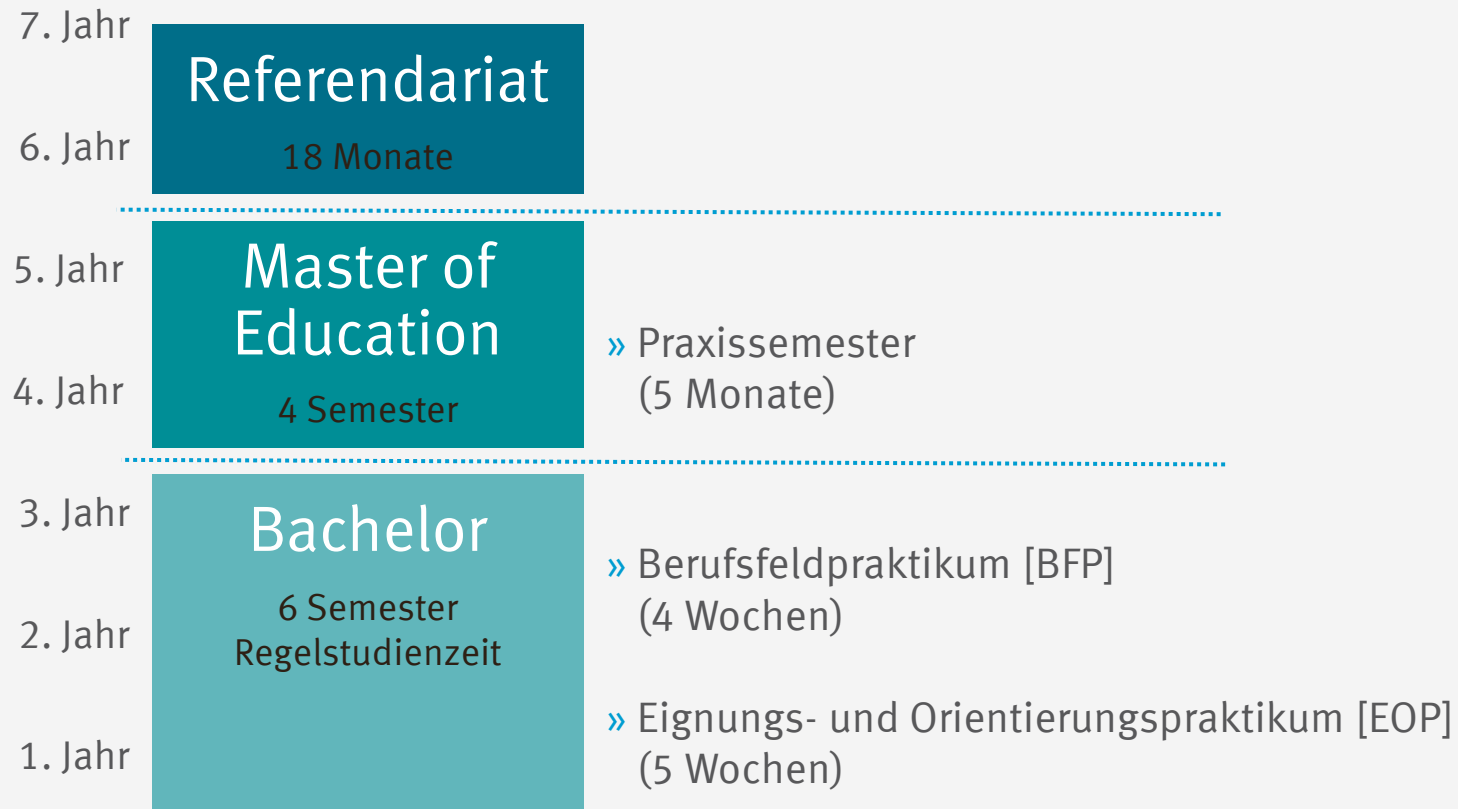 7. Jahr
Referendariat
6. Jahr
18 Monate
5. Jahr
Master of
Education
» Praxissemester
(5 Monate)
4. Jahr
4 Semester
3. Jahr
Bachelor
» Berufsfeldpraktikum [BFP]
(4 Wochen)
6 Semester
2. Jahr
Regelstudienzeit
» Eignungs- und Orientierungspraktikum [EOP]
(5 Wochen)
1. Jahr